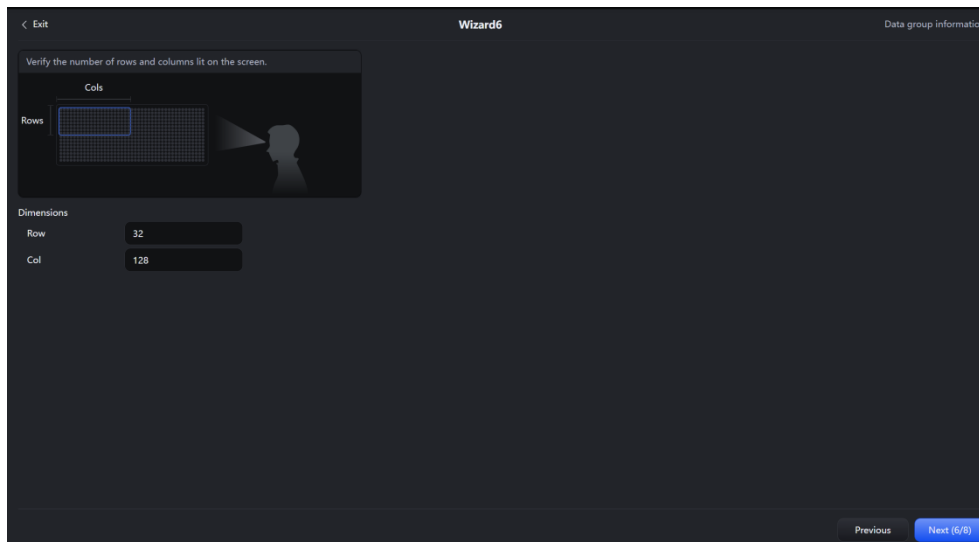 Exit
Wizard6
Data group informatio
Verify the number of rows and columns lit on the screen.
Cols
Rows
Dimensions
Row 32
Col 128
Previous
Next (6/8)